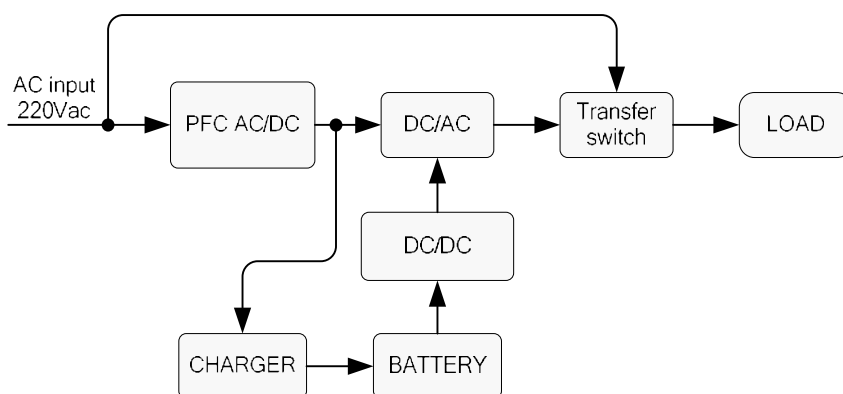 AC input
220Vac
PFC AC/DC
DC/AC
Transfer
switch
LOAD
DC/DC
CHARGER
BATTERY